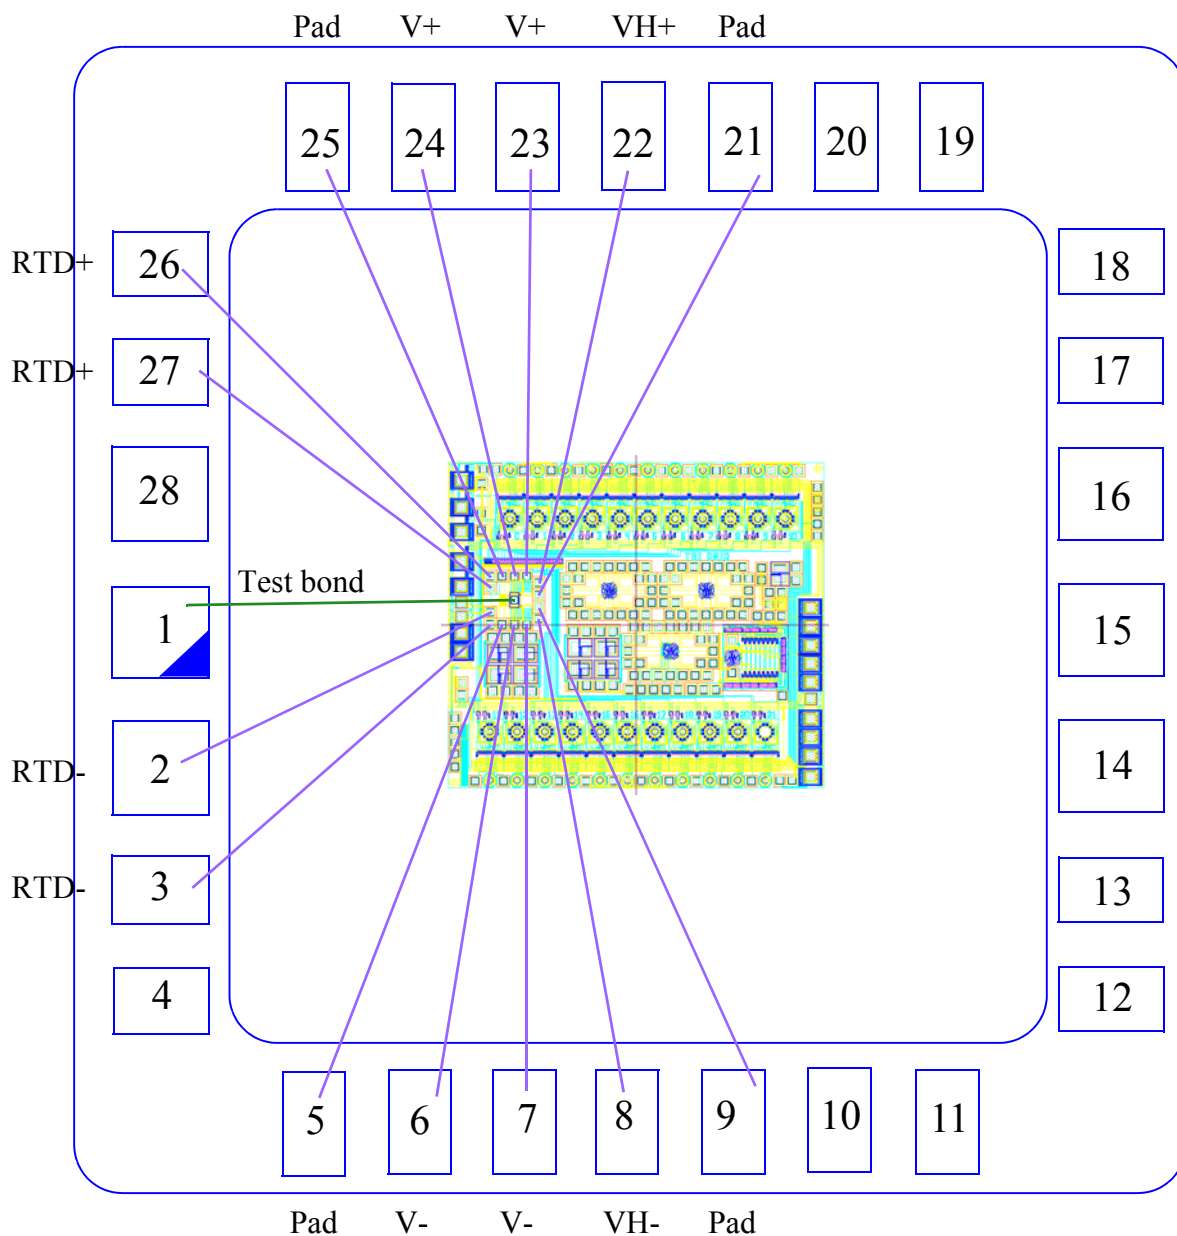 Pad V+ V+ VH+ Pad
25 24 23 22 21 20 19
RTD+ 26 18
RTD+ 27 17
28 16
Test bond
1 15
RTD- 2 14
RTD- 3 13
4 12
5 6 7 8 9 10 11
Pad V- V- VH- Pad